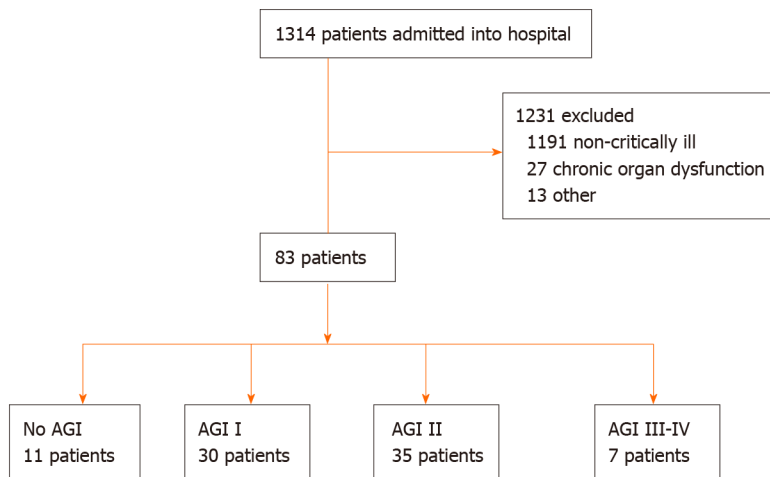 1314 patients admitted into hospital
1231 excluded
1191 non-critically ill
27 chronic organ dysfunction
13 other
83 patients
No AGI
11 patients
AGI I
30 patients
AGI II
35 patients
AGI III-IV
7 patients